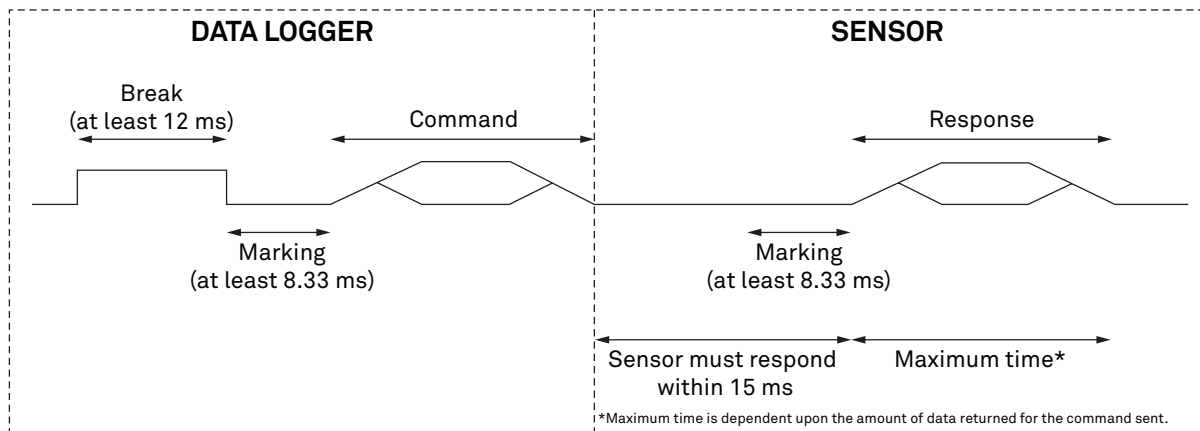 DATA LOGGER
SENSOR
Break
(at least 12 ms)
Command
Response
Marking
(at least 8.33 ms)
Marking
(at least 8.33 ms)
Sensor must respond
within 15 ms
Maximum time*
*Maximum time is dependent upon the amount of data returned for the command sent.